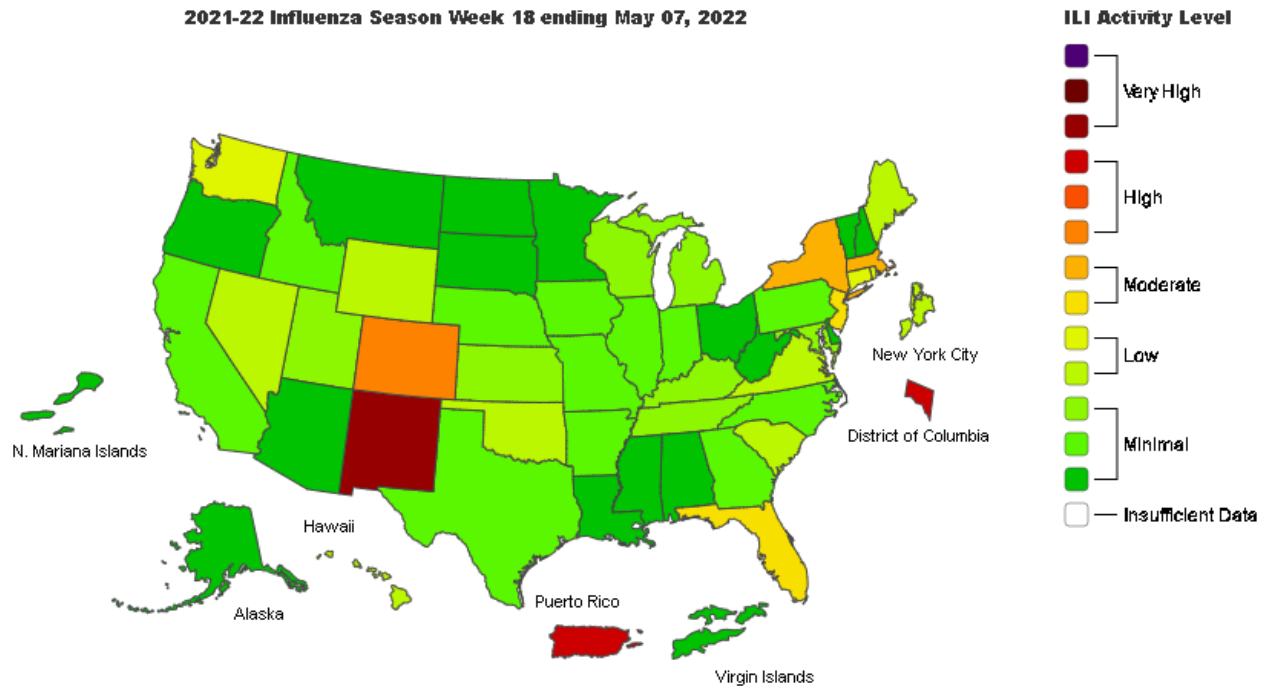 2021-22 Influenza Season Week 18 ending May 07, 2022
ILI Activity Level
Very High
High
Moderate
Low
Minimal
Insufficient Data
New York City
District of Columbia
N. Mariana Islands
Hawaii
Alaska
Puerto Rico
Virgin Islands